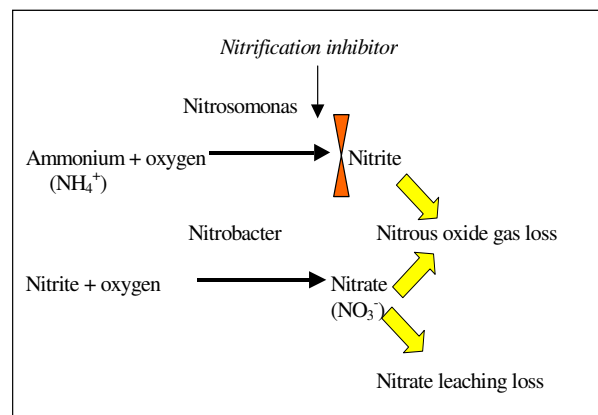 Nitrification inhibitor
Nitrosomonas
Ammonium + oxygen Nitrite
(NH₄⁺)
Nitrobacter Nitrous oxide gas loss
Nitrite + oxygen Nitrate
(NO₃⁻)
Nitrate leaching loss